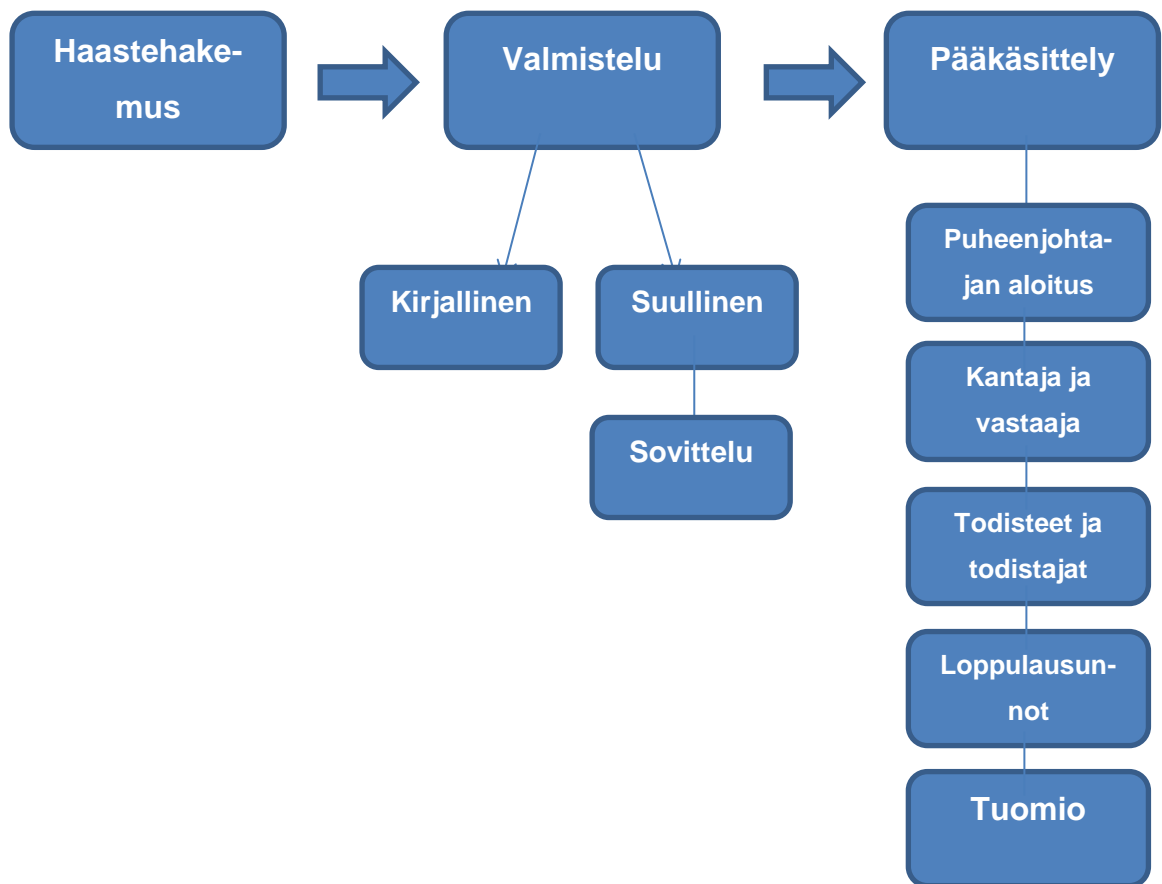 Haastehake-
mus
Valmistelu
Pääkäsittely
Kirjallinen
Suullinen
Sovittelu
Puheenjohta-
jan aloitus
Kantaja ja
vastaaja
Todisteet ja
todistajat
Loppulausun-
not
Tuomio